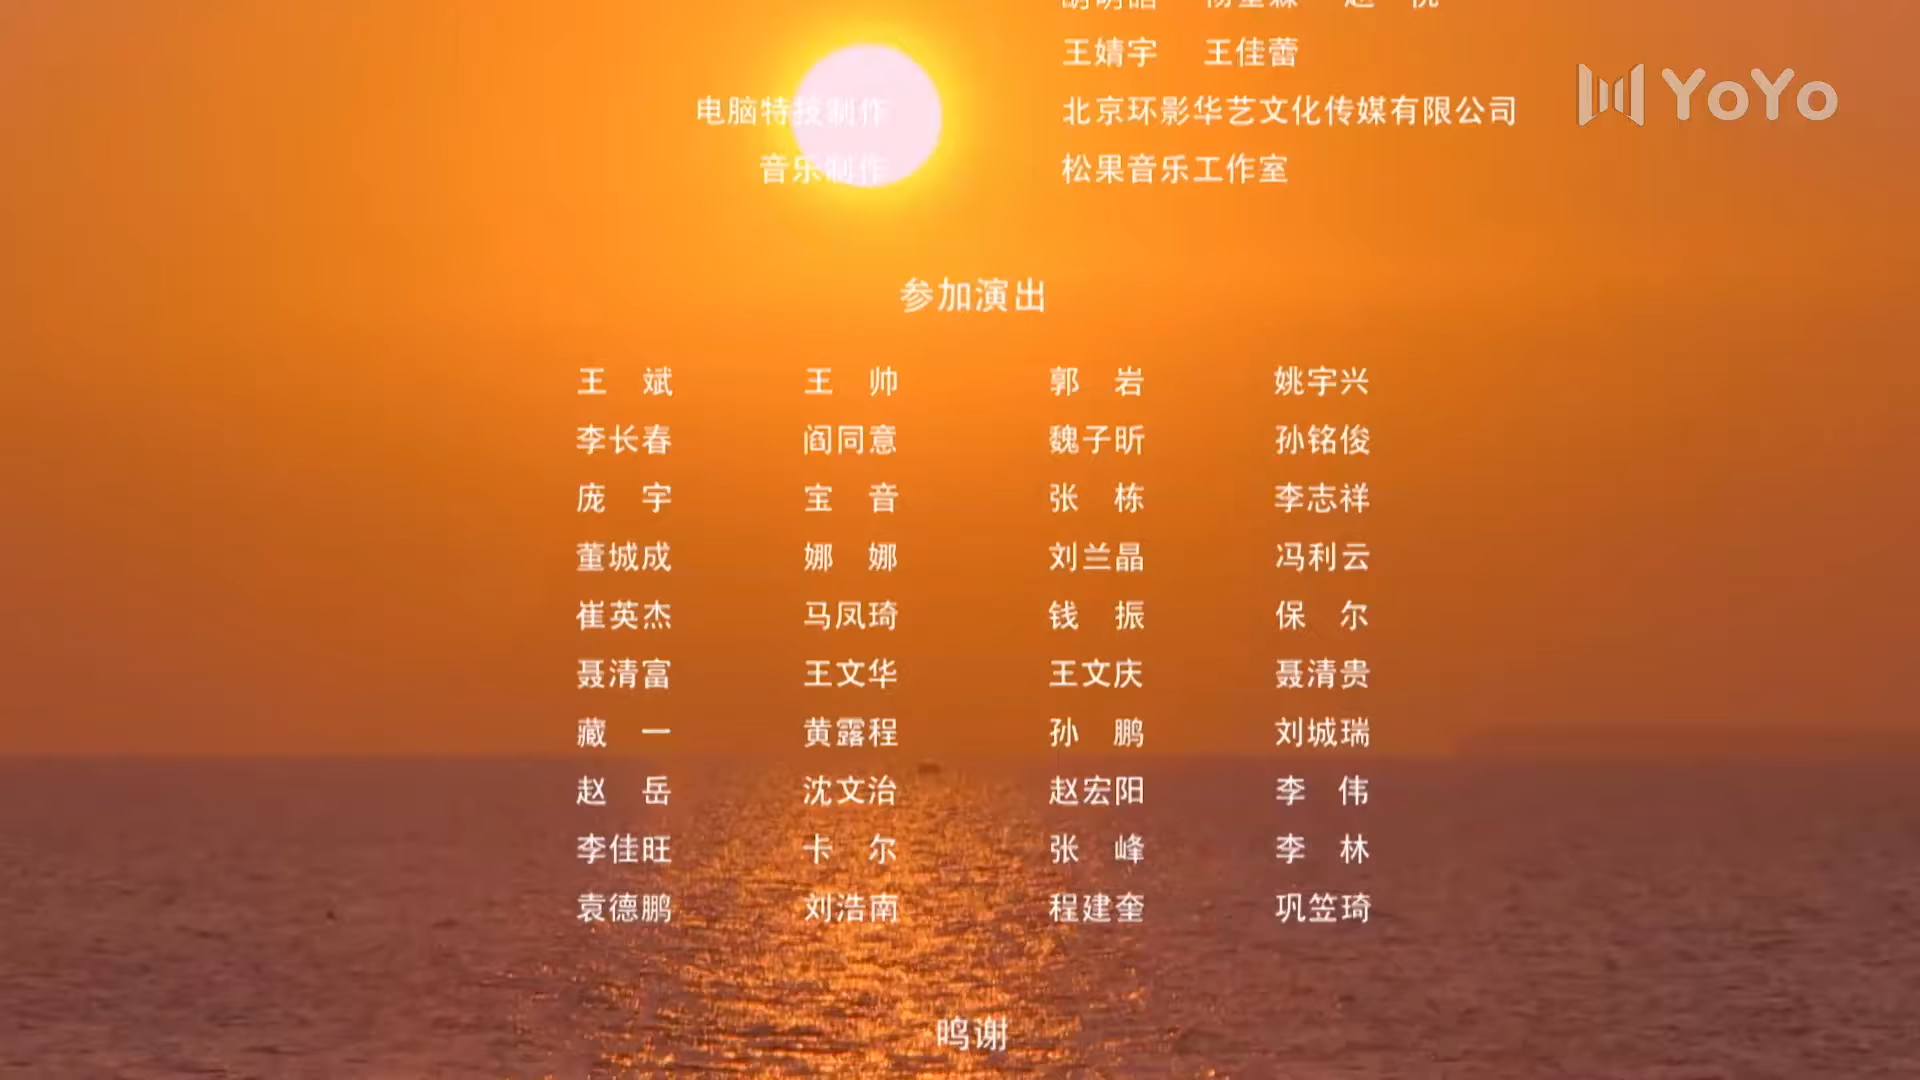 王婧宇 王佳蕾
YoYo
电脑特技制作 北京环影华艺文化传媒有限公司
音乐制作 松果音乐工作室
参加演出
王 斌 王 帅 郭 岩 姚宇兴
李长春 阎同意 魏子昕 孙铭俊
庞 宇 宝 音 张 栋 李志祥
董城成 娜 娜 刘兰晶 冯利云
崔英杰 马凤琦 钱 振 保 尔
聂清富 王文华 王文庆 聂清贵
藏 一 黄露程 孙 鹏 刘城瑞
赵 岳 沈文治 赵宏阳 李 伟
李佳旺 卡 尔 张 峰 李 林
袁德鹏 刘浩南 程建奎 巩笠琦
鸣谢